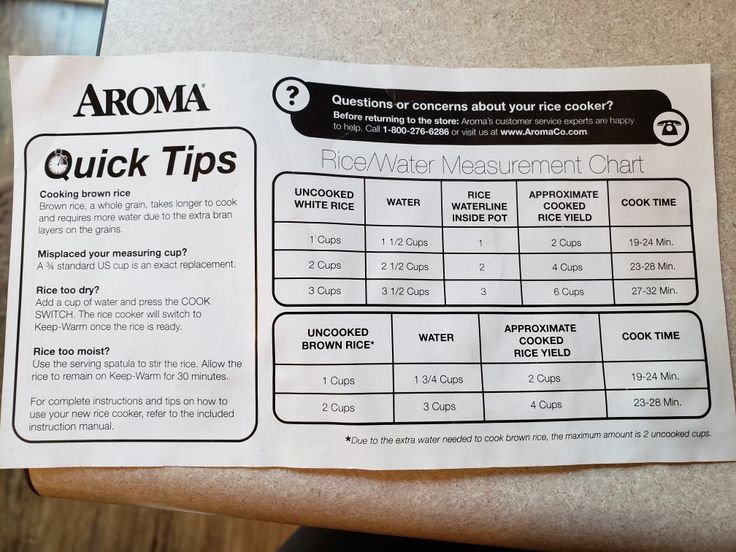 AROMA®
Quick Tips
Cooking brown rice
Brown rice, a whole grain, takes longer to cook
and requires more water due to the extra bran
layers on the grains.
Misplaced your measuring cup?
A ¾ standard US cup is an exact replacement.
Rice too dry?
Add a cup of water and press the COOK
SWITCH. The rice cooker will switch to
Keep-Warm once the rice is ready.
Rice too moist?
Use the serving spatula to stir the rice. Allow the
rice to remain on Keep-Warm for 30 minutes.
For complete instructions and tips on how to
use your new rice cooker, refer to the included
instruction manual.
?
Questions or concerns about your rice cooker?
Before returning to the store: Aroma's customer service experts are happy
to help. Call 1-800-276-6286 or visit us at www.AromaCo.com.
Rice/Water Measurement Chart
UNCOOKED WHITE RICE WATER RICE WATERLINE INSIDE POT APPROXIMATE COOKED RICE YIELD COOK TIME
1 Cups 1 1/2 Cups 1 2 Cups 19-24 Min.
2 Cups 2 1/2 Cups 2 4 Cups 23-28 Min.
3 Cups 3 1/2 Cups 3 6 Cups 27-32 Min.
UNCOOKED BROWN RICE* WATER APPROXIMATE COOKED RICE YIELD COOK TIME
1 Cups 1 3/4 Cups 2 Cups 19-24 Min.
2 Cups 3 Cups 4 Cups 23-28 Min.
*Due to the extra water needed to cook brown rice, the maximum amount is 2 uncooked cups.